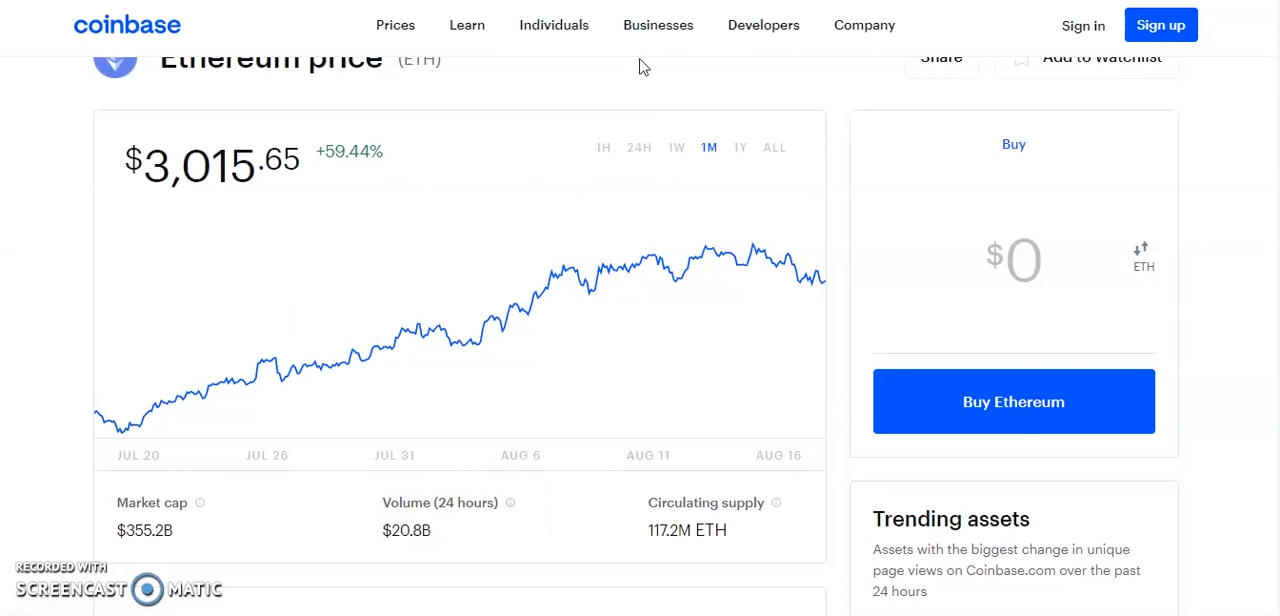 coinbase
Prices
Learn
Individuals
Businesses
Developers
Company
Sign in
Sign up
Ethereum price (ETH)
Share
Add to Watchlist
$3,015.65 +59.44%
1H 24H 1W 1M 1Y ALL
JUL 20 JUL 26 JUL 31 AUG 6 AUG 11 AUG 16
Market cap
$355.2B
Volume (24 hours)
$20.8B
Circulating supply
117.2M ETH
Buy
$0
ETH
Buy Ethereum
Trending assets
Assets with the biggest change in unique
page views on Coinbase.com over the past
24 hours
RECORDED WITH
SCREENCAST MATIC